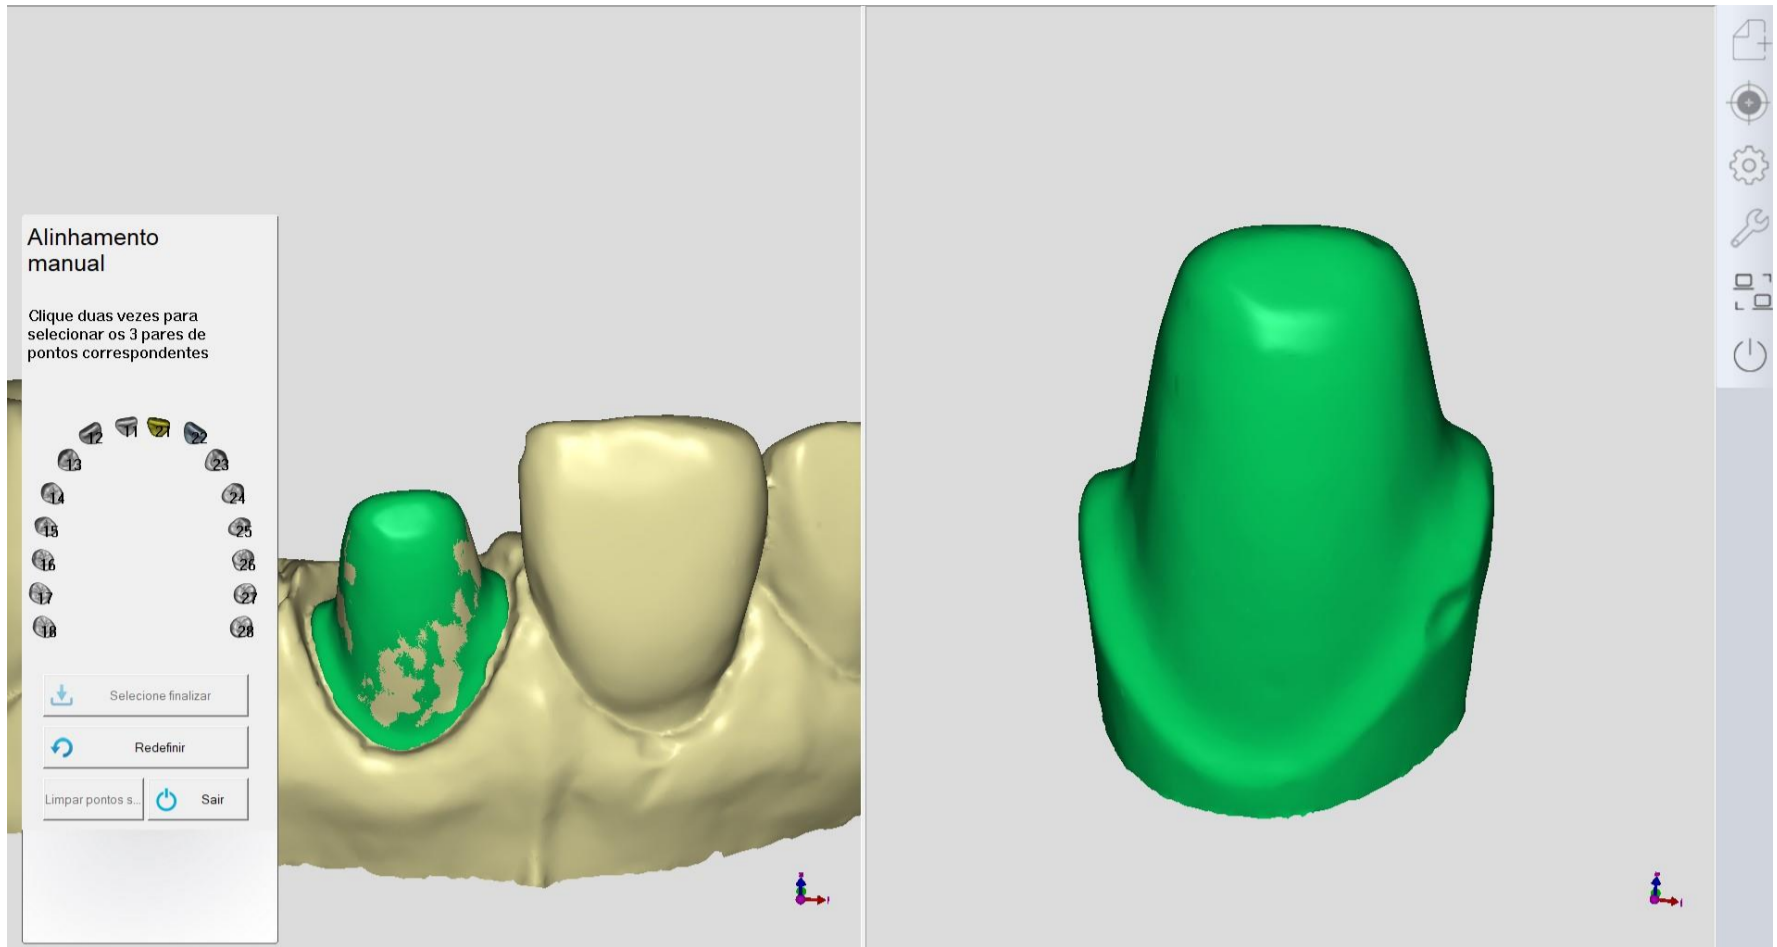 Alinhamento
manual
Clique duas vezes para
selecionar os 3 pares de
pontos correspondentes
12 11 21 22
13 23
14 24
15 25
16 26
17 27
18 28
Selecione finalizar
Redefinir
Limpar pontos s... Sair